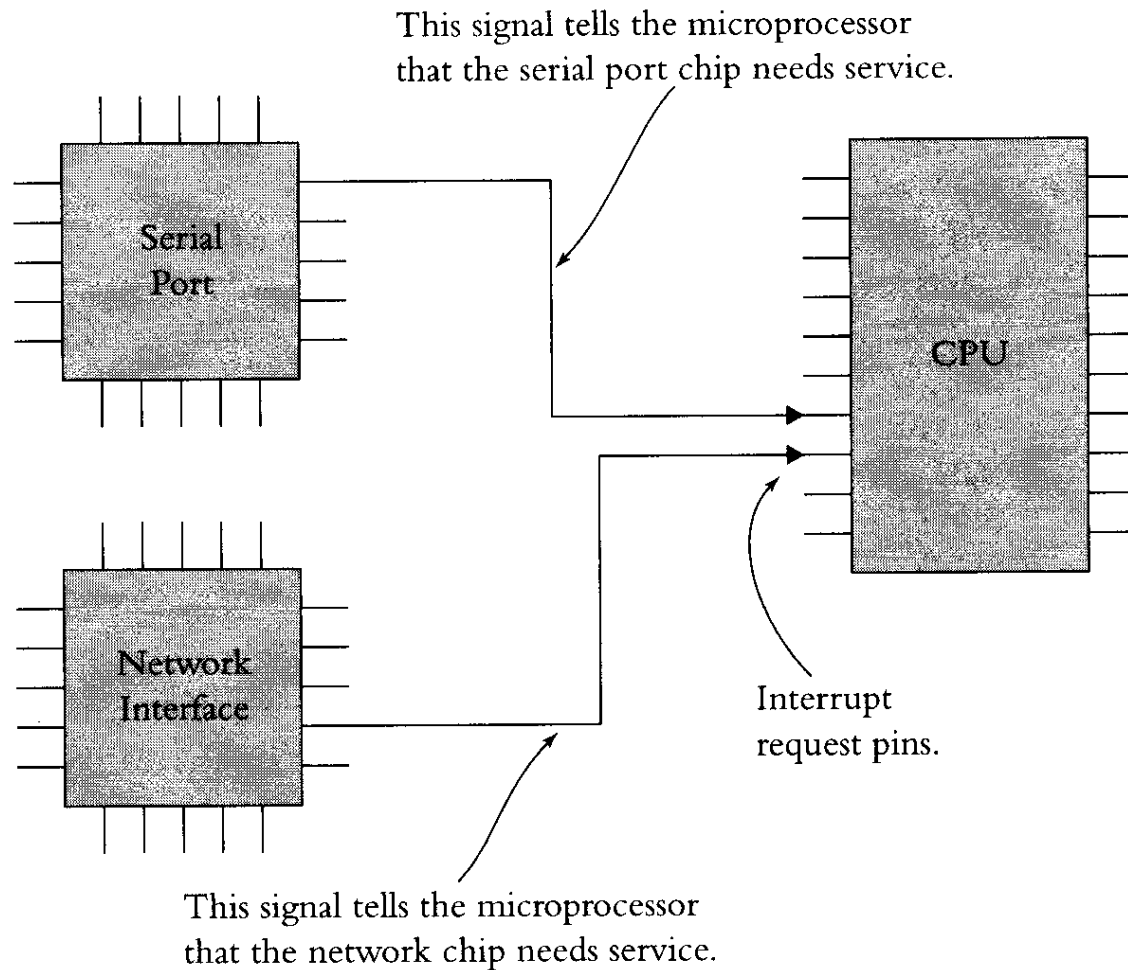 This signal tells the microprocessor
that the serial port chip needs service.
Serial
Port
CPU
Network
Interface
Interrupt
request pins.
This signal tells the microprocessor
that the network chip needs service.